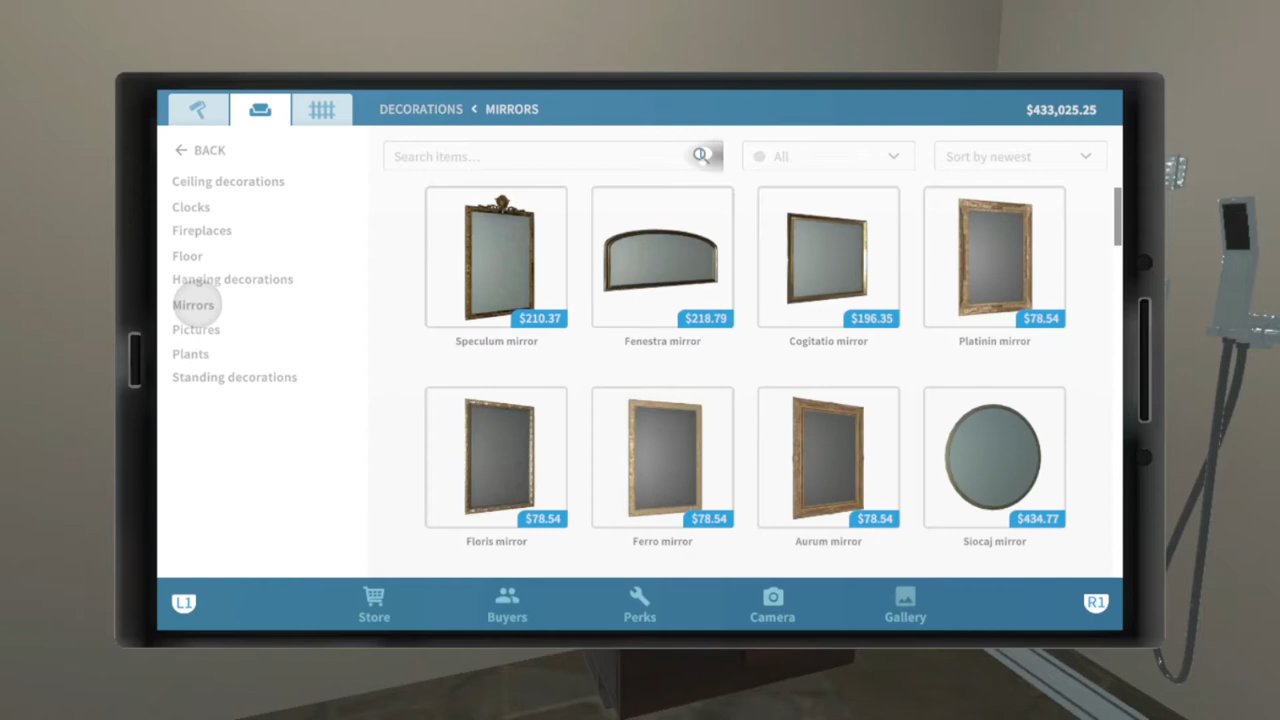 DECORATIONS < MIRRORS
$433,025.25
BACK
Search items...
All
Sort by newest
Ceiling decorations
Clocks
Fireplaces
Floor
Hanging decorations
Mirrors
Pictures
Plants
Standing decorations
$210.37
$218.79
$196.35
$78.54
Speculum mirror
Fenestra mirror
Cogitatio mirror
Platinin mirror
$78.54
$78.54
$78.54
$434.77
Floris mirror
Ferro mirror
Aurum mirror
Siocaj mirror
L1
Store
Buyers
Perks
Camera
Gallery
R1